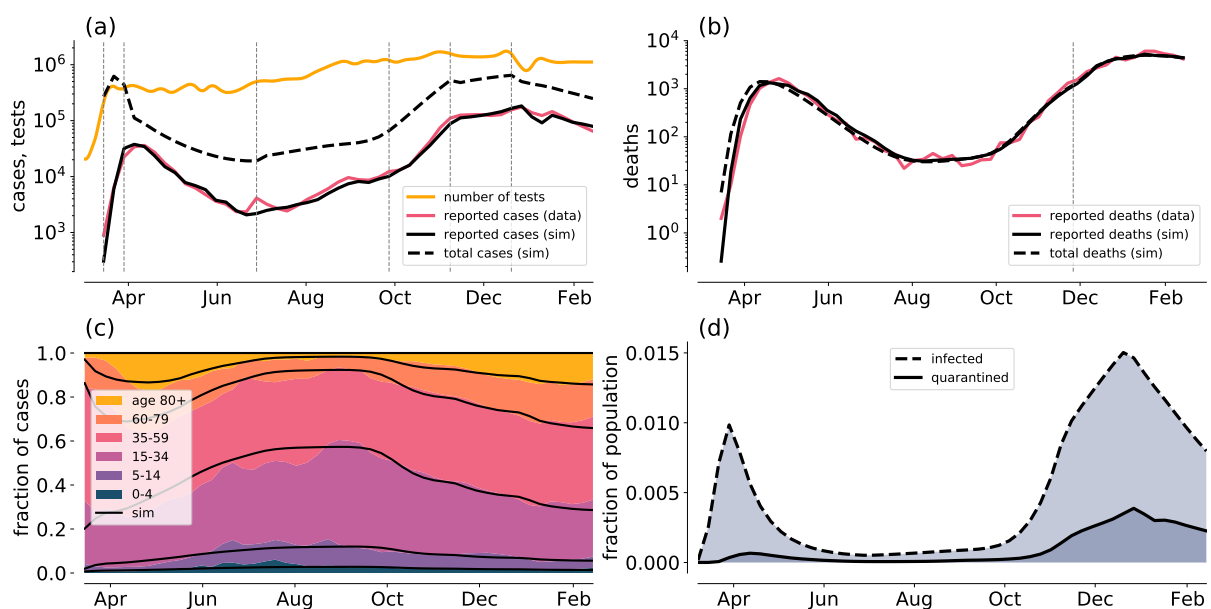 (a)
cases, tests
10^6
10^5
10^4
10^3
number of tests
reported cases (data)
reported cases (sim)
total cases (sim)
Apr Jun Aug Oct Dec Feb
(b)
deaths
10^4
10^3
10^2
10^1
10^0
reported deaths (data)
reported deaths (sim)
total deaths (sim)
Apr Jun Aug Oct Dec Feb
(c)
fraction of cases
1.0
0.8
0.6
0.4
0.2
0.0
age 80+
60-79
35-59
15-34
5-14
0-4
sim
Apr Jun Aug Oct Dec Feb
(d)
fraction of population
0.015
0.010
0.005
0.000
infected
quarantined
Apr Jun Aug Oct Dec Feb